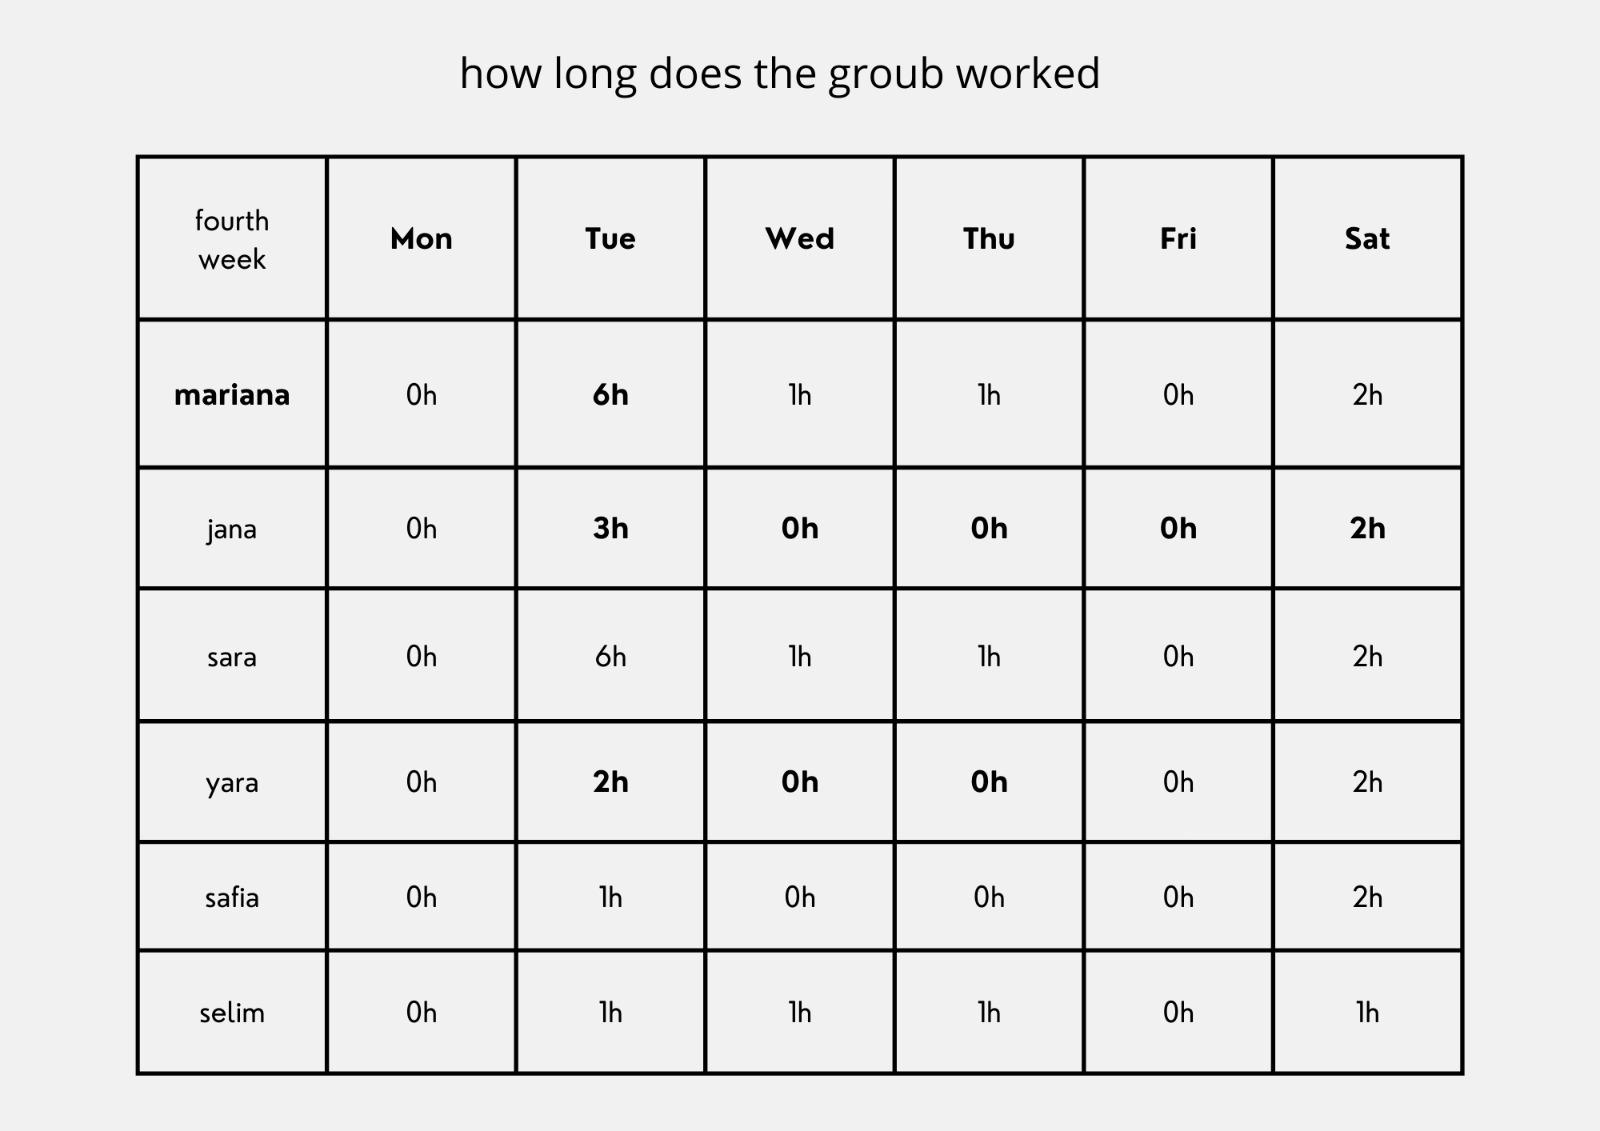 how long does the groub worked
fourth
week
Mon Tue Wed Thu Fri Sat
mariana 0h 6h 1h 1h 0h 2h
jana 0h 3h 0h 0h 0h 2h
sara 0h 6h 1h 1h 0h 2h
yara 0h 2h 0h 0h 0h 2h
safia 0h 1h 0h 0h 0h 2h
selim 0h 1h 1h 1h 0h 1h